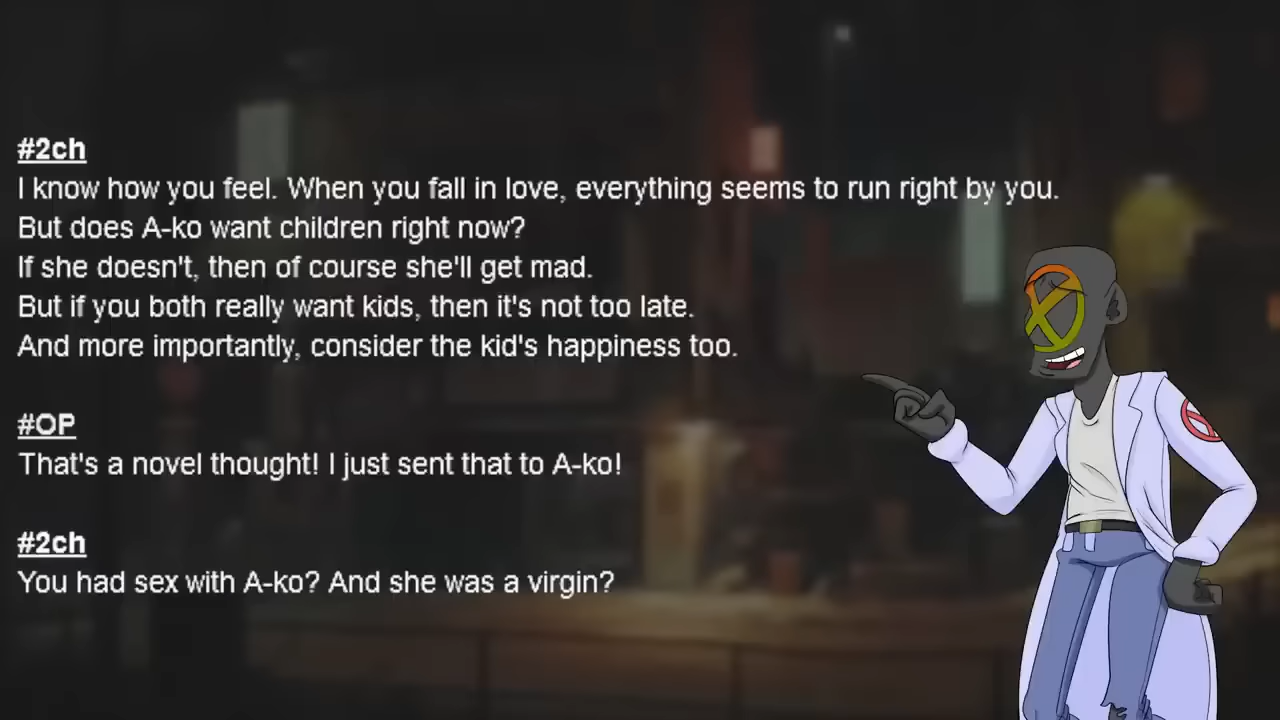 #2ch
I know how you feel. When you fall in love, everything seems to run right by you.
But does A-ko want children right now?
If she doesn't, then of course she'll get mad.
But if you both really want kids, then it's not too late.
And more importantly, consider the kid's happiness too.
#OP
That's a novel thought! I just sent that to A-ko!
#2ch
You had sex with A-ko? And she was a virgin?